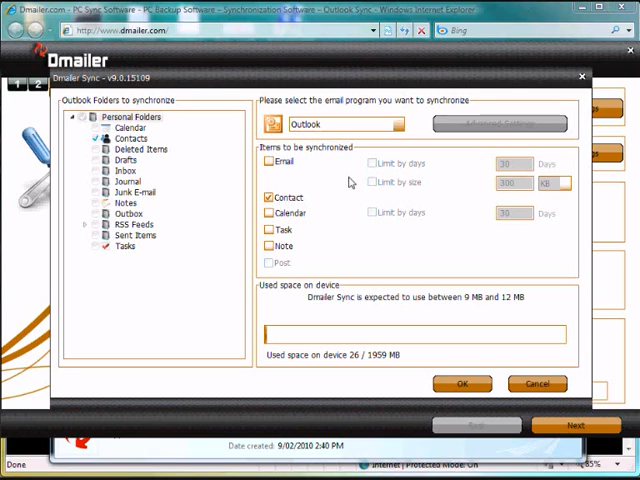 Dmailer.com - PC Sync Software - PC Backup Software - Synchronization Software - Outlook Sync - Windows Internet Explorer
http://www.dmailer.com/
Bing
Dmailer
1 2
Dmailer Sync - v9.0.15109
Outlook Folders to synchronize
Personal Folders
Calendar
Contacts
Deleted Items
Drafts
Inbox
Journal
Junk E-mail
Notes
Outbox
RSS Feeds
Sent Items
Tasks
Please select the email program you want to synchronize
Outlook
Advanced Settings
Items to be synchronized
Email
Limit by days
30
Days
Limit by size
300
KB
Contact
Calendar
Limit by days
30
Days
Task
Note
Post
Used space on device
Dmailer Sync is expected to use between 9 MB and 12 MB
Used space on device 26 / 1959 MB
OK
Cancel
Next
Date created: 9/02/2010 2:40 PM
Done
Internet | Protected Mode: On
85%